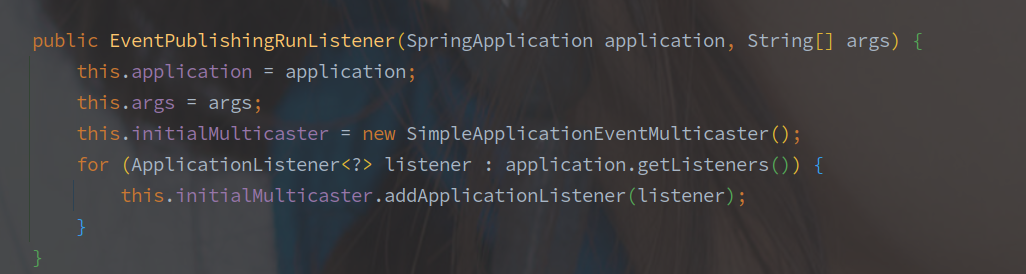 public EventPublishingRunListener(SpringApplication application, String[] args) {
this.application = application;
this.args = args;
this.initialMulticaster = new SimpleApplicationEventMulticaster();
for (ApplicationListener<?> listener : application.getListeners()) {
this.initialMulticaster.addApplicationListener(listener);
}
}